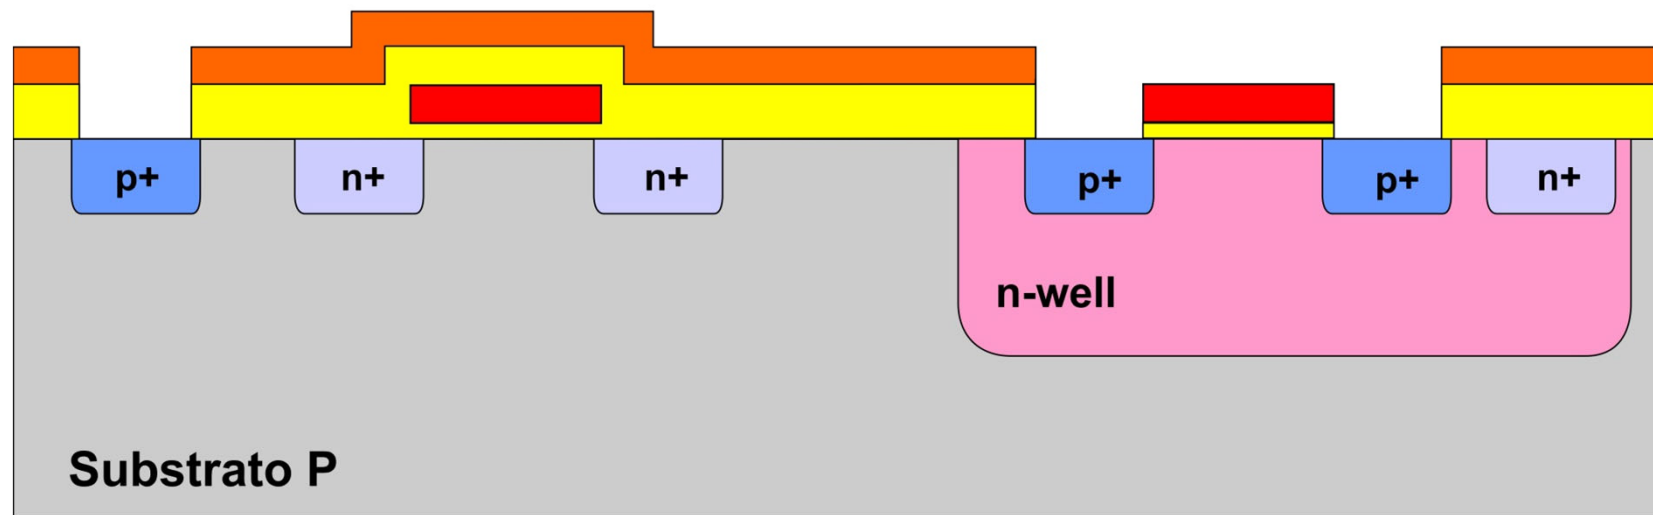 p+
n+
n+
p+
p+
n+
n-well
Substrato P